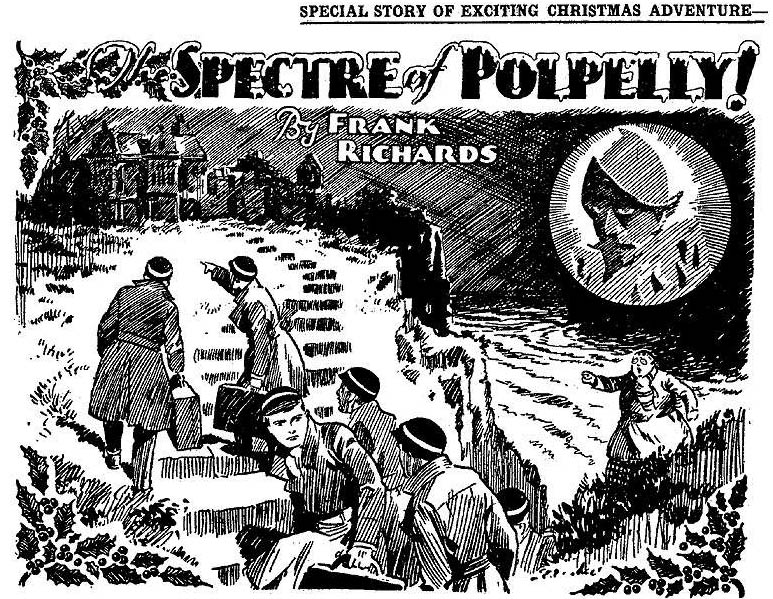 SPECIAL STORY OF EXCITING CHRISTMAS ADVENTURE—
The SPECTRE of POLPELLY!
By FRANK
RICHARDS